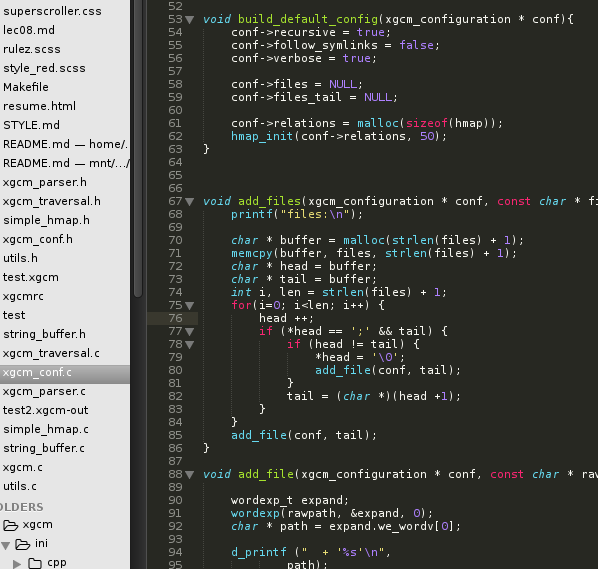 superscroller.css
lec08.md
rulez.scss
style_red.scss
Makefile
resume.html
STYLE.md
README.md — home/.
README.md — mnt/.../
xgcm_parser.h
xgcm_traversal.h
simple_hmap.h
xgcm_conf.h
utils.h
test.xgcm
xgcmrc
test
string_buffer.h
xgcm_traversal.c
xgcm_conf.c
xgcm_parser.c
test2.xgcm-out
simple_hmap.c
string_buffer.c
xgcm.c
utils.c
OLDERS
xgcm
ini
cpp
52
53 void build_default_config(xgcm_configuration * conf){
54 conf->recursive = true;
55 conf->follow_symlinks = false;
56 conf->verbose = true;
57
58 conf->files = NULL;
59 conf->files_tail = NULL;
60
61 conf->relations = malloc(sizeof(hmap));
62 hmap_init(conf->relations, 50);
63 }
64
65
66
67 void add_files(xgcm_configuration * conf, const char * fi
68 printf("files:\n");
69
70 char * buffer = malloc(strlen(files) + 1);
71 memcpy(buffer, files, strlen(files) + 1);
72 char * head = buffer;
73 char * tail = buffer;
74 int i, len = strlen(files) + 1;
75 for(i=0; i<len; i++) {
76 head ++;
77 if (*head == ';' && tail) {
78 if (head != tail) {
79 *head = '\0';
80 add_file(conf, tail);
81 }
82 tail = (char *)(head +1);
83 }
84 }
85 add_file(conf, tail);
86 }
87
88 void add_file(xgcm_configuration * conf, const char * raw
89
90 wordexp_t expand;
91 wordexp(rawpath, &expand, 0);
92 char * path = expand.we_wordv[0];
93
94 d_printf ("  + '%s'\n",
95 path);